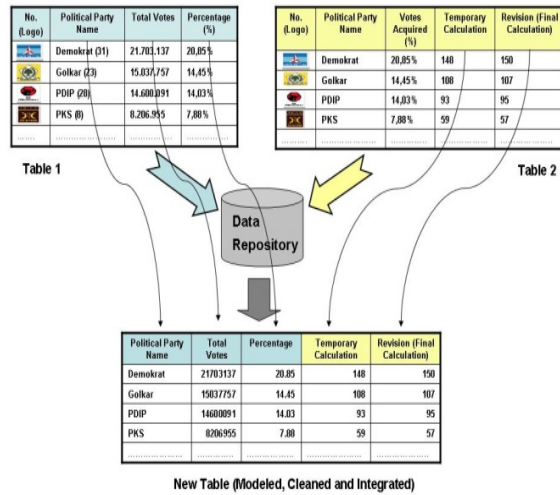 No. (Logo) | Political Party Name | Total Votes | Percentage (%)
Demokrat (31) | 21.703.137 | 20,85%
Golkar (23) | 15.037.757 | 14,45%
PDIP (28) | 14.600.091 | 14,03%
PKS (8) | 8.206.955 | 7,88%
Table 1
No. (Logo) | Political Party Name | Votes Acquired (%) | Temporary Calculation | Revision (Final Calculation)
Demokrat | 20,85% | 148 | 150
Golkar | 14,45% | 108 | 107
PDIP | 14,03% | 93 | 95
PKS | 7,88% | 59 | 57
Table 2
Data
Repository
Political Party Name | Total Votes | Percentage | Temporary Calculation | Revision (Final Calculation)
Demokrat | 21703137 | 20.85 | 148 | 150
Golkar | 15037757 | 14.45 | 108 | 107
PDIP | 14600091 | 14.03 | 93 | 95
PKS | 8206955 | 7.88 | 59 | 57
New Table (Modeled, Cleaned and Integrated)